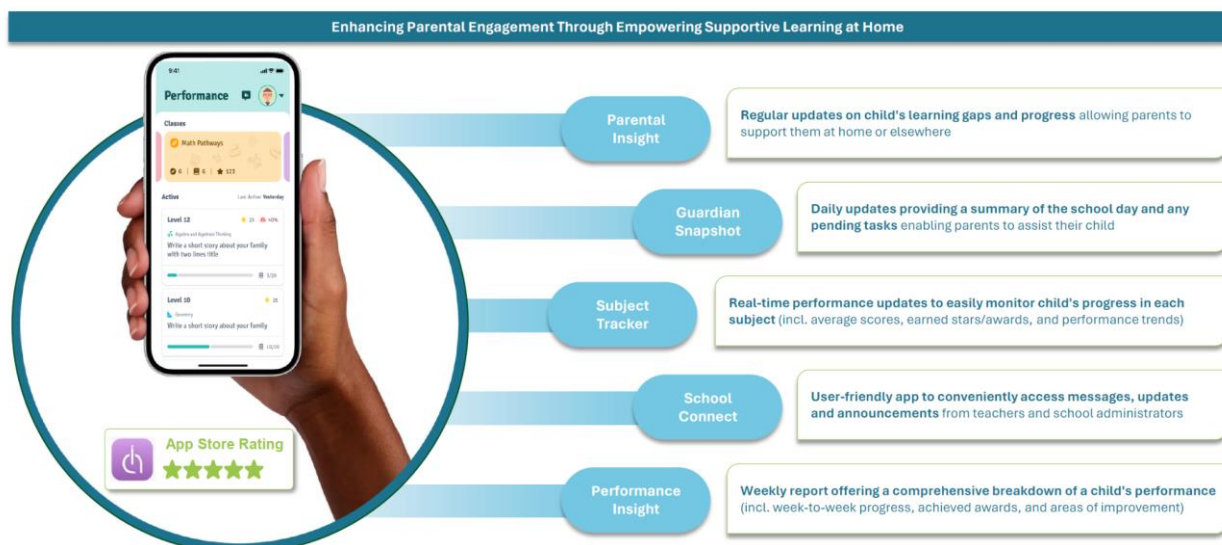 Enhancing Parental Engagement Through Empowering Supportive Learning at Home
9:41
Performance
Classes
Math Pathways
6 | 6 | 123
Active
Last Active: Yesterday
Level 12
Algebra and Algebraic Thinking
Write a short story about your family
with two lines title
Level 10
Geometry
Write a short story about your family
App Store Rating
Parental
Insight
Regular updates on child's learning gaps and progress allowing parents to
support them at home or elsewhere
Guardian
Snapshot
Daily updates providing a summary of the school day and any
pending tasks enabling parents to assist their child
Subject
Tracker
Real-time performance updates to easily monitor child's progress in each
subject (incl. average scores, earned stars/awards, and performance trends)
School
Connect
User-friendly app to conveniently access messages, updates
and announcements from teachers and school administrators
Performance
Insight
Weekly report offering a comprehensive breakdown of a child's performance
(incl. week-to-week progress, achieved awards, and areas of improvement)